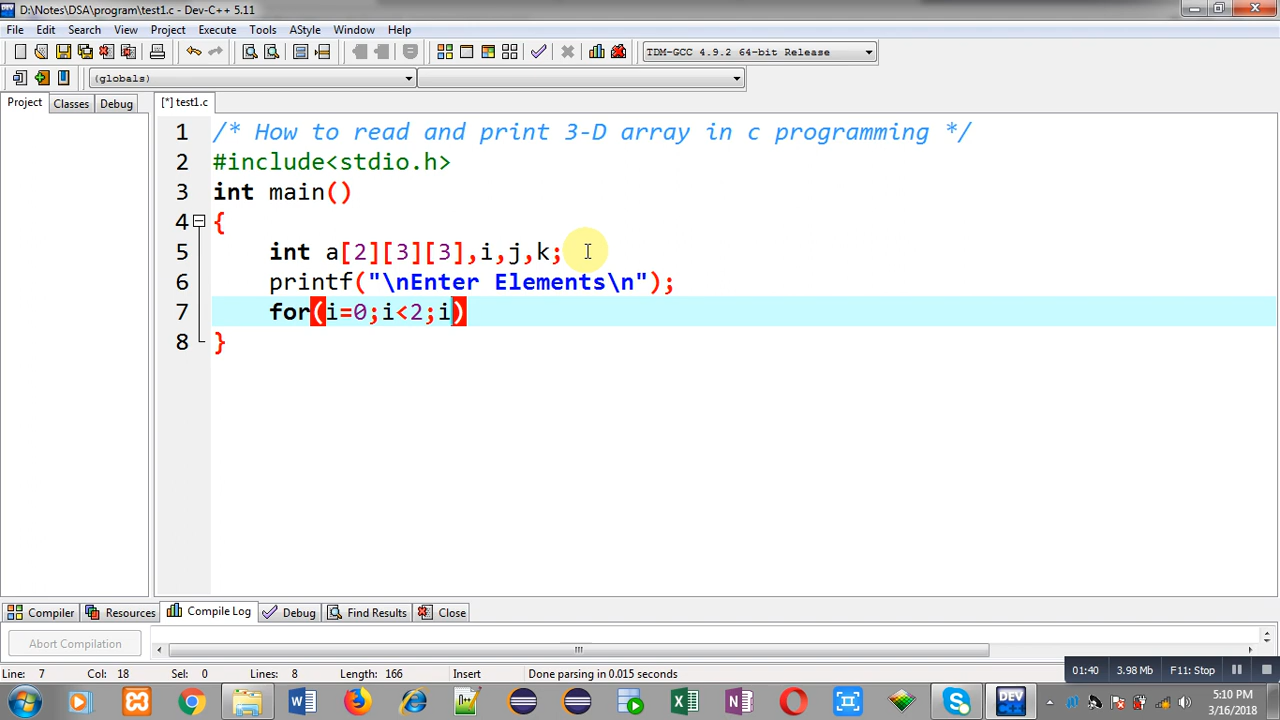 D:\Notes\DSA\program\test1.c - Dev-C++ 5.11
File Edit Search View Project Execute Tools AStyle Window Help
TDM-GCC 4.9.2 64-bit Release
(globals)
Project Classes Debug [*] test1.c
1 /* How to read and print 3-D array in c programming */
2 #include<stdio.h>
3 int main()
4 {
5 int a[2][3][3],i,j,k;
6 printf("\nEnter Elements\n");
7 for(i=0;i<2;i)
8 }
Compiler Resources Compile Log Debug Find Results Close
Abort Compilation
Line: 7 Col: 18 Sel: 0 Lines: 8 Length: 166 Insert Done parsing in 0.015 seconds
01:40 3.98 Mb F11: Stop
DEV
5:10 PM
3/16/2018